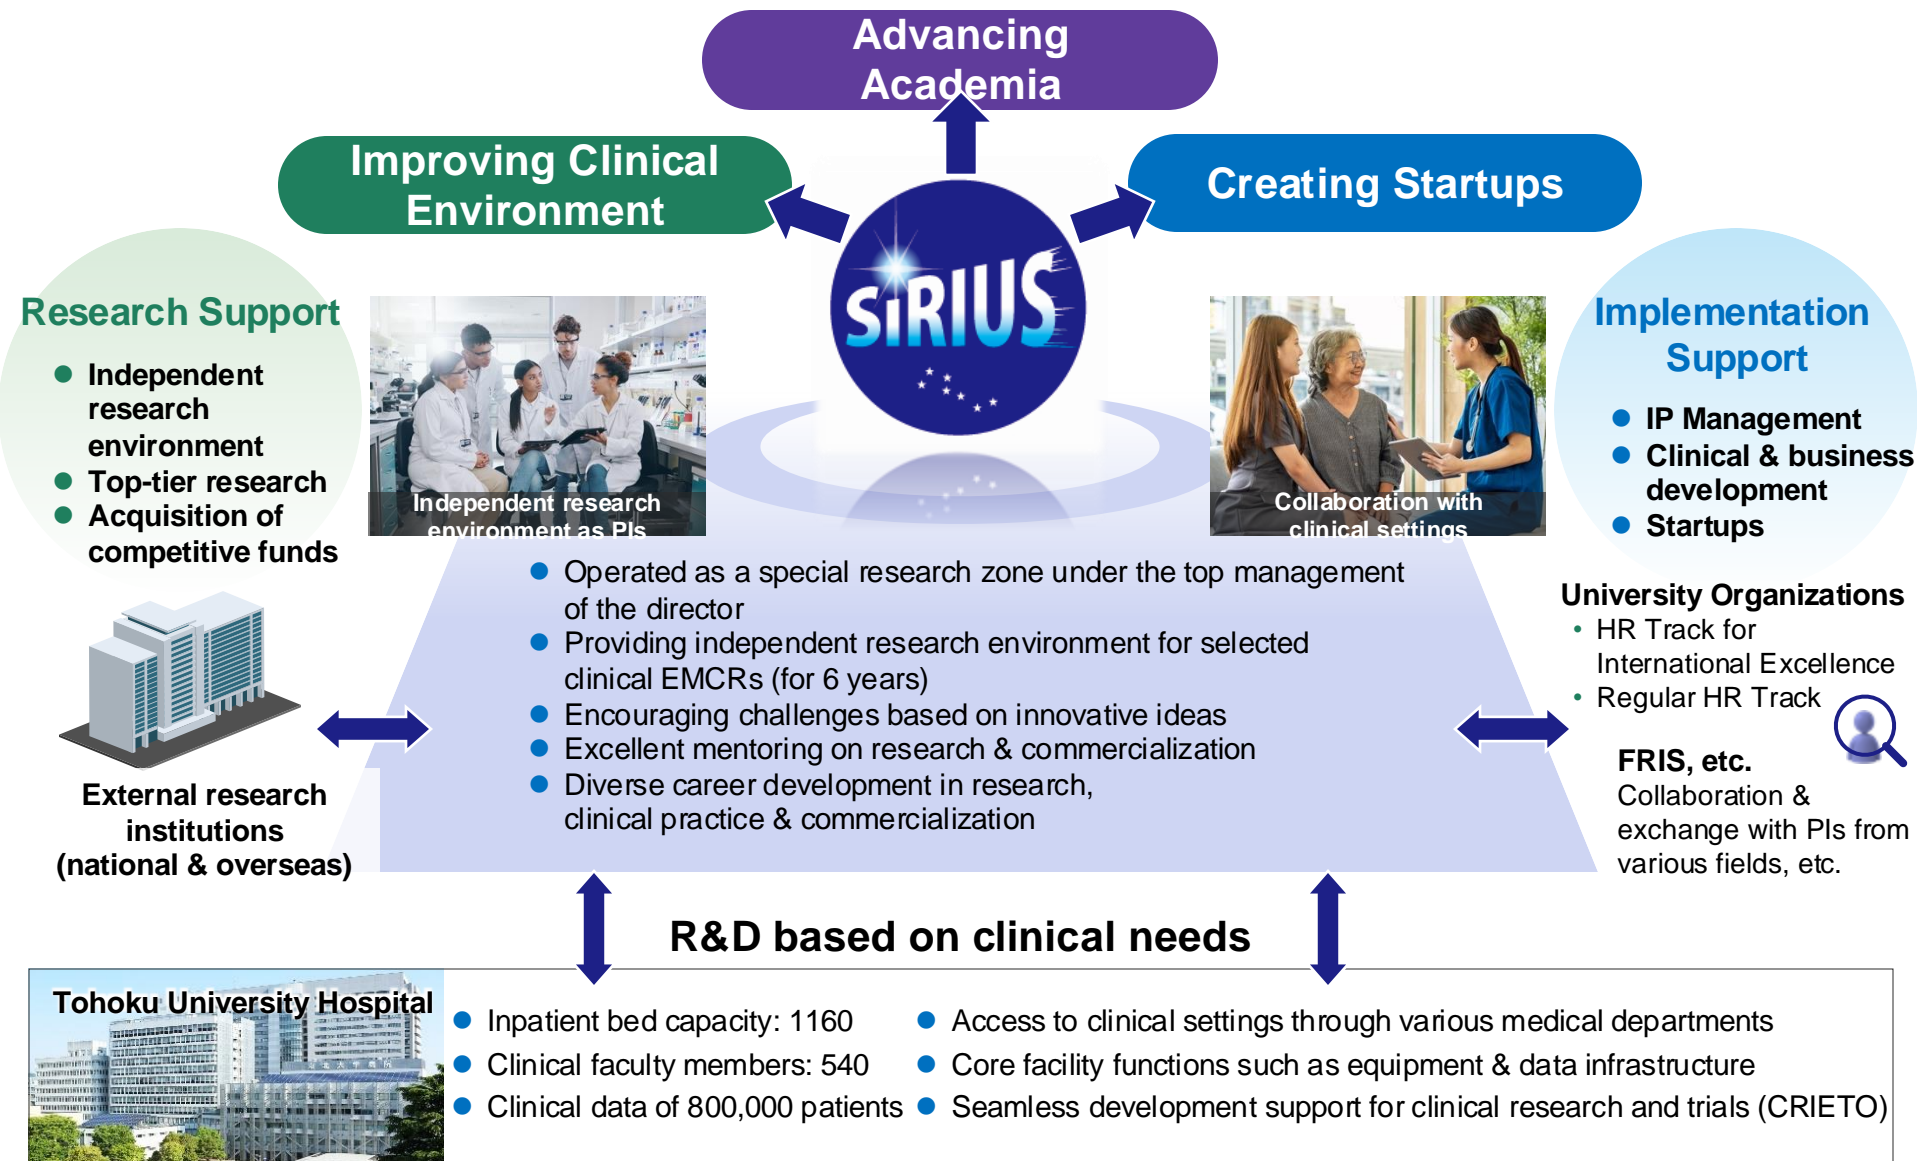 Advancing
Academia
Improving Clinical
Environment
Creating Startups
SiRIUS
Research Support
● Independent
research
environment
● Top-tier research
● Acquisition of
competitive funds
Independent research
environment as PIs
Collaboration with
clinical settings
Implementation
Support
● IP Management
● Clinical & business
development
● Startups
● Operated as a special research zone under the top management
of the director
● Providing independent research environment for selected
clinical EMCRs (for 6 years)
● Encouraging challenges based on innovative ideas
● Excellent mentoring on research & commercialization
● Diverse career development in research,
clinical practice & commercialization
External research
institutions
(national & overseas)
University Organizations
• HR Track for
International Excellence
• Regular HR Track
FRIS, etc.
Collaboration &
exchange with PIs from
various fields, etc.
R&D based on clinical needs
Tohoku University Hospital
● Inpatient bed capacity: 1160
● Clinical faculty members: 540
● Clinical data of 800,000 patients
● Access to clinical settings through various medical departments
● Core facility functions such as equipment & data infrastructure
● Seamless development support for clinical research and trials (CRIETO)